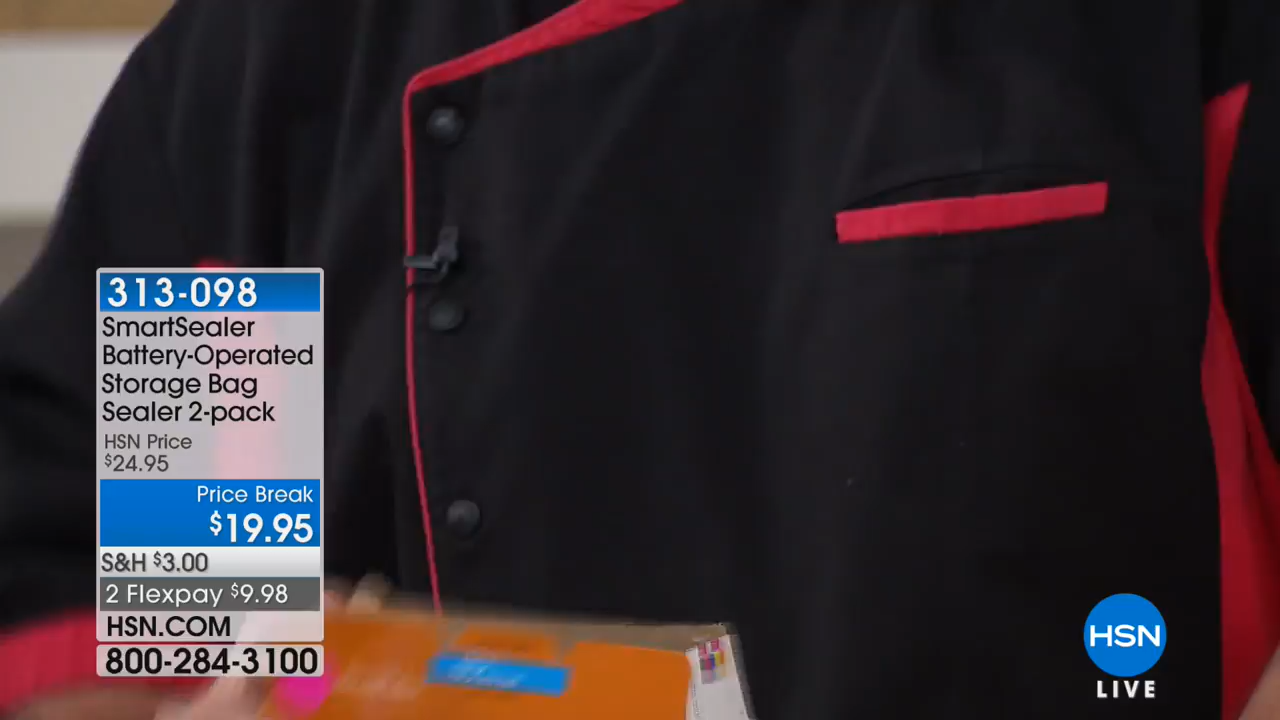 313-098
SmartSealer
Battery-Operated
Storage Bag
Sealer 2-pack
HSN Price
$24.95
Price Break
$19.95
S&H $3.00
2 Flexpay $9.98
HSN.COM
800-284-3100
HSN
LIVE